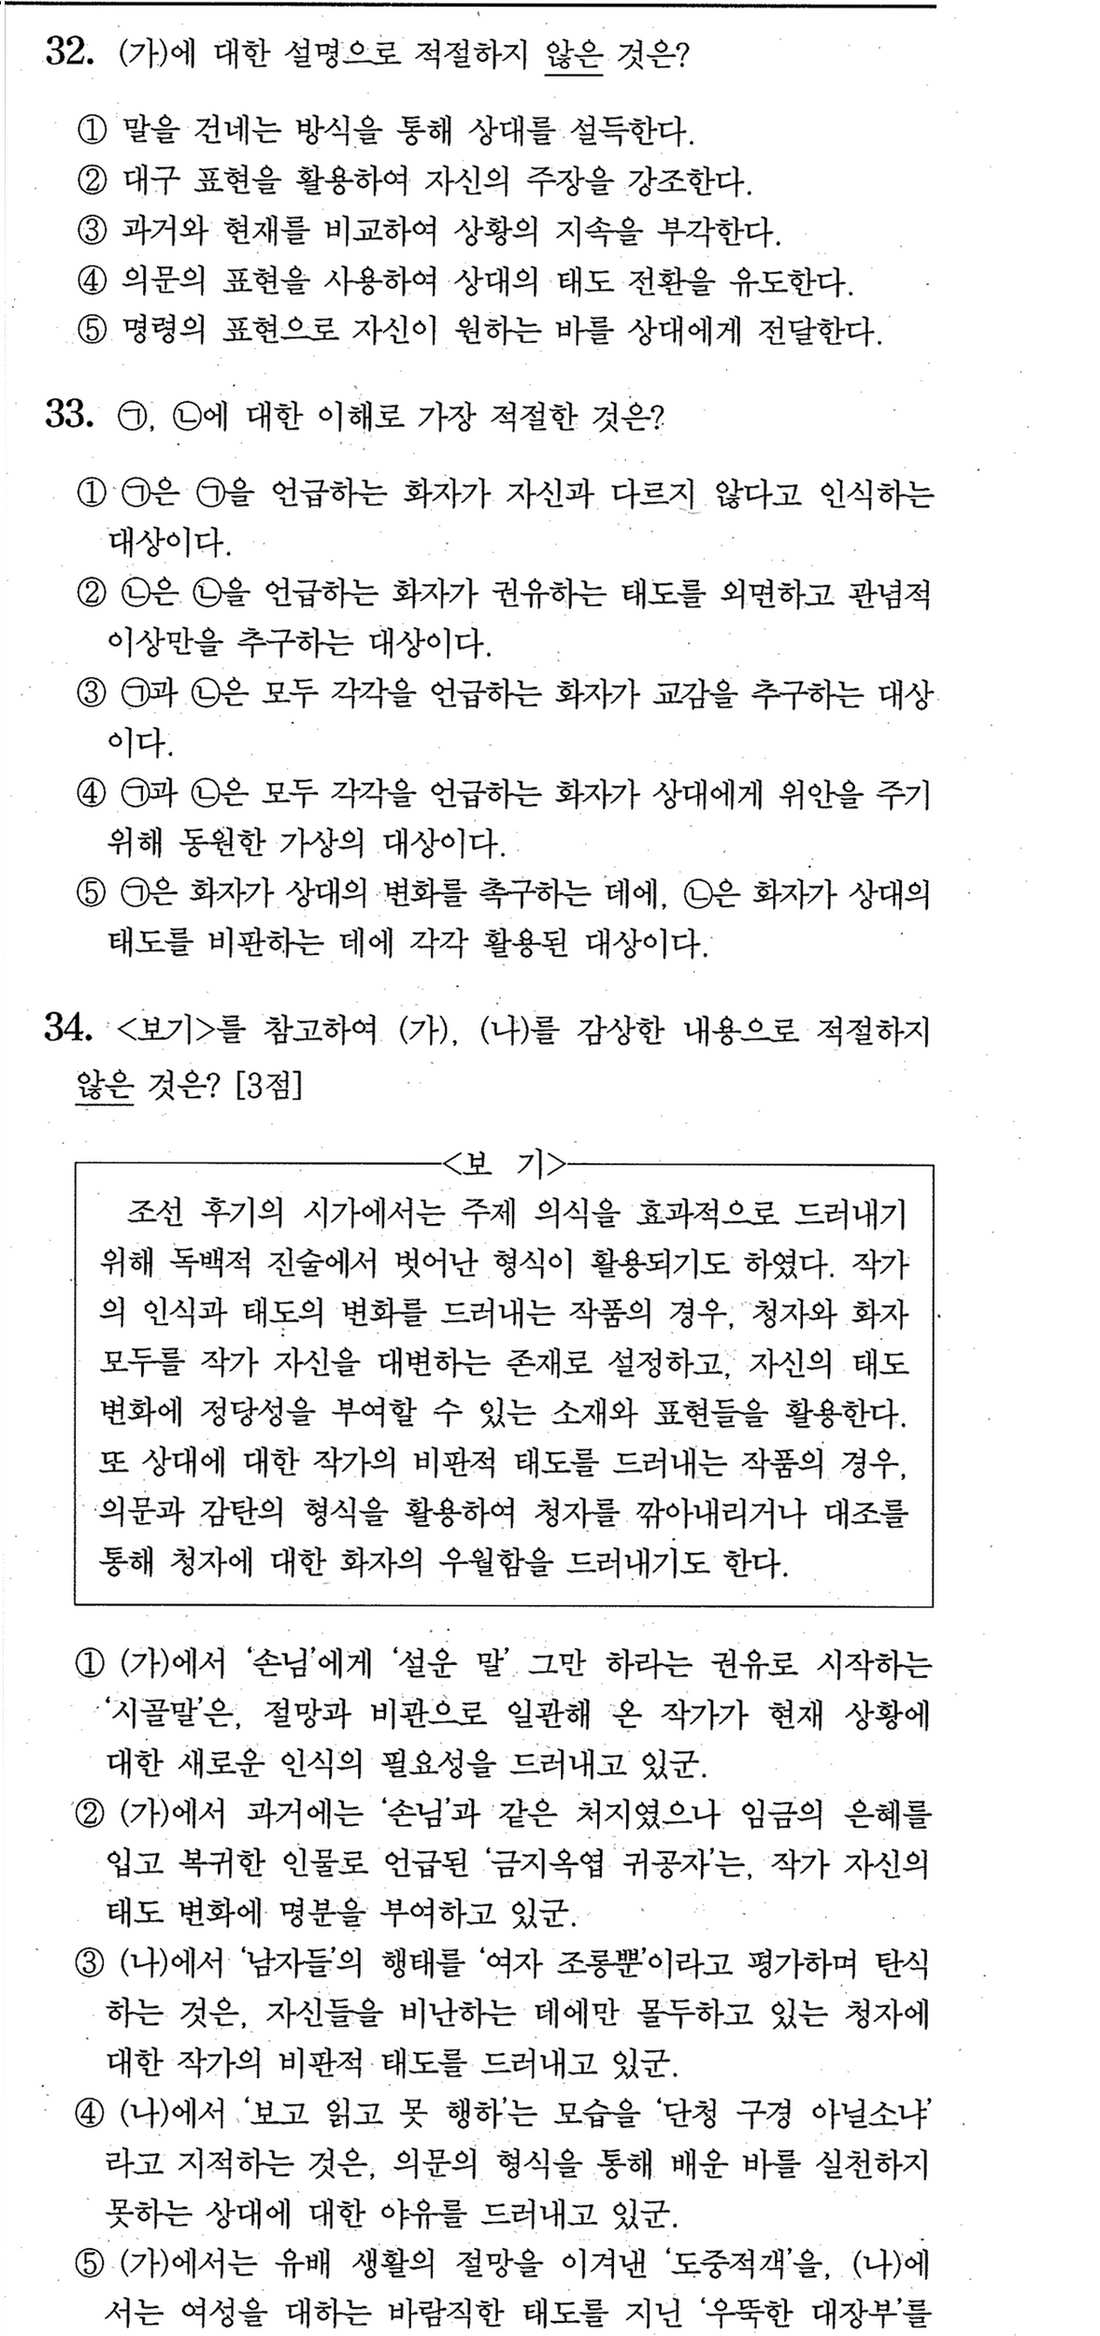 32. (가)에 대한 설명으로 적절하지 않은 것은?
① 말을 건네는 방식을 통해 상대를 설득한다.
② 대구 표현을 활용하여 자신의 주장을 강조한다.
③ 과거와 현재를 비교하여 상황의 지속을 부각한다.
④ 의문의 표현을 사용하여 상대의 태도 전환을 유도한다.
⑤ 명령의 표현으로 자신이 원하는 바를 상대에게 전달한다.
33. ㉠, ㉡에 대한 이해로 가장 적절한 것은?
① ㉠은 ㉠을 언급하는 화자가 자신과 다르지 않다고 인식하는
대상이다.
② ㉡은 ㉡을 언급하는 화자가 권유하는 태도를 외면하고 관념적
이상만을 추구하는 대상이다.
③ ㉠과 ㉡은 모두 각각을 언급하는 화자가 교감을 추구하는 대상
이다.
④ ㉠과 ㉡은 모두 각각을 언급하는 화자가 상대에게 위안을 주기
위해 동원한 가상의 대상이다.
⑤ ㉠은 화자가 상대의 변화를 촉구하는 데에, ㉡은 화자가 상대의
태도를 비판하는 데에 각각 활용된 대상이다.
34. <보기>를 참고하여 (가), (나)를 감상한 내용으로 적절하지
않은 것은? [3점]
<보 기>
조선 후기의 시가에서는 주제 의식을 효과적으로 드러내기
위해 독백적 진술에서 벗어난 형식이 활용되기도 하였다. 작가
의 인식과 태도의 변화를 드러내는 작품의 경우, 청자와 화자
모두를 작가 자신을 대변하는 존재로 설정하고, 자신의 태도
변화에 정당성을 부여할 수 있는 소재와 표현들을 활용한다.
또 상대에 대한 작가의 비판적 태도를 드러내는 작품의 경우,
의문과 감탄의 형식을 활용하여 청자를 깎아내리거나 대조를
통해 청자에 대한 화자의 우월함을 드러내기도 한다.
① (가)에서 ‘손님’에게 ‘설운 말’ 그만 하라는 권유로 시작하는
‘시골말’은, 절망과 비관으로 일관해 온 작가가 현재 상황에
대한 새로운 인식의 필요성을 드러내고 있군.
② (가)에서 과거에는 ‘손님’과 같은 처지였으나 임금의 은혜를
입고 복귀한 인물로 언급된 ‘금지옥엽 귀공자’는, 작가 자신의
태도 변화에 명분을 부여하고 있군.
③ (나)에서 ‘남자들’의 행태를 ‘여자 조롱뿐’이라고 평가하며 탄식
하는 것은, 자신들을 비난하는 데에만 몰두하고 있는 청자에
대한 작가의 비판적 태도를 드러내고 있군.
④ (나)에서 ‘보고 읽고 못 행하’는 모습을 ‘단청 구경 아닐소냐’
라고 지적하는 것은, 의문의 형식을 통해 배운 바를 실천하지
못하는 상대에 대한 야유를 드러내고 있군.
⑤ (가)에서는 유배 생활의 절망을 이겨낸 ‘도중적객’을, (나)에
서는 여성을 대하는 바람직한 태도를 지닌 ‘우뚝한 대장부’를